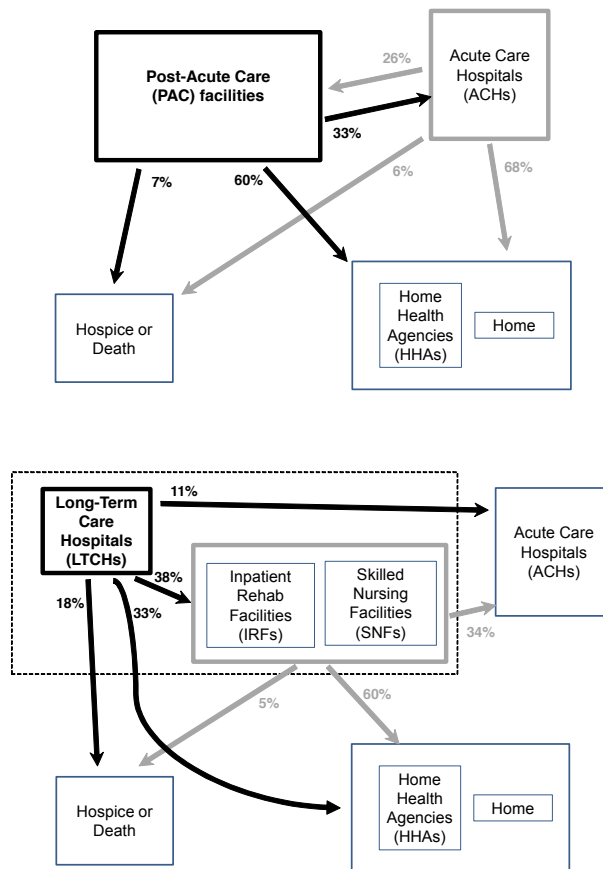 Post-Acute Care
(PAC) facilities
26%
Acute Care
Hospitals
(ACHs)
33%
7%
60%
6%
68%
Hospice or
Death
Home
Health
Agencies
(HHAs)
Home
Long-Term
Care
Hospitals
(LTCHs)
11%
Acute Care
Hospitals
(ACHs)
38%
18%
33%
Inpatient
Rehab
Facilities
(IRFs)
Skilled
Nursing
Facilities
(SNFs)
34%
5%
60%
Hospice or
Death
Home
Health
Agencies
(HHAs)
Home